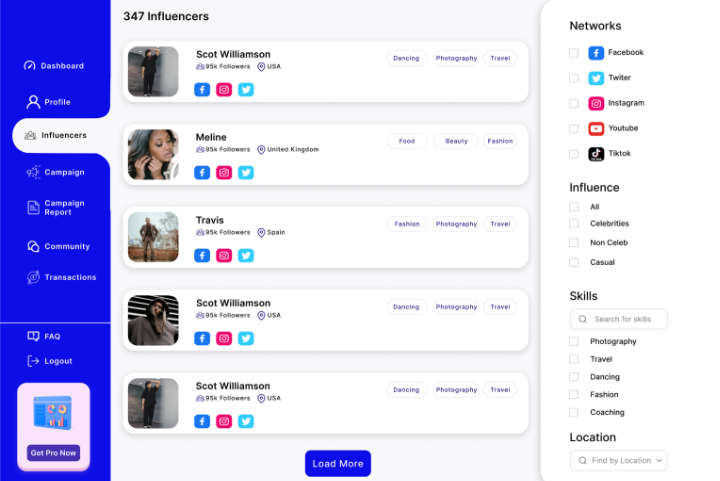 Dashboard
Profile
Influencers
Campaign
Campaign
Report
Community
Transactions
FAQ
Logout
Get Pro Now
347 Influencers
Scot Williamson
95k Followers USA
Dancing Photography Travel
Meline
95k Followers United Kingdom
Food Beauty Fashion
Travis
95k Followers Spain
Fashion Photography Travel
Scot Williamson
95k Followers USA
Dancing Photography Travel
Scot Williamson
95k Followers USA
Dancing Photography Travel
Load More
Networks
Facebook
Twiter
Instagram
Youtube
Tiktok
Influence
All
Celebrities
Non Celeb
Casual
Skills
Search for skills
Photography
Travel
Dancing
Fashion
Coaching
Location
Find by Location